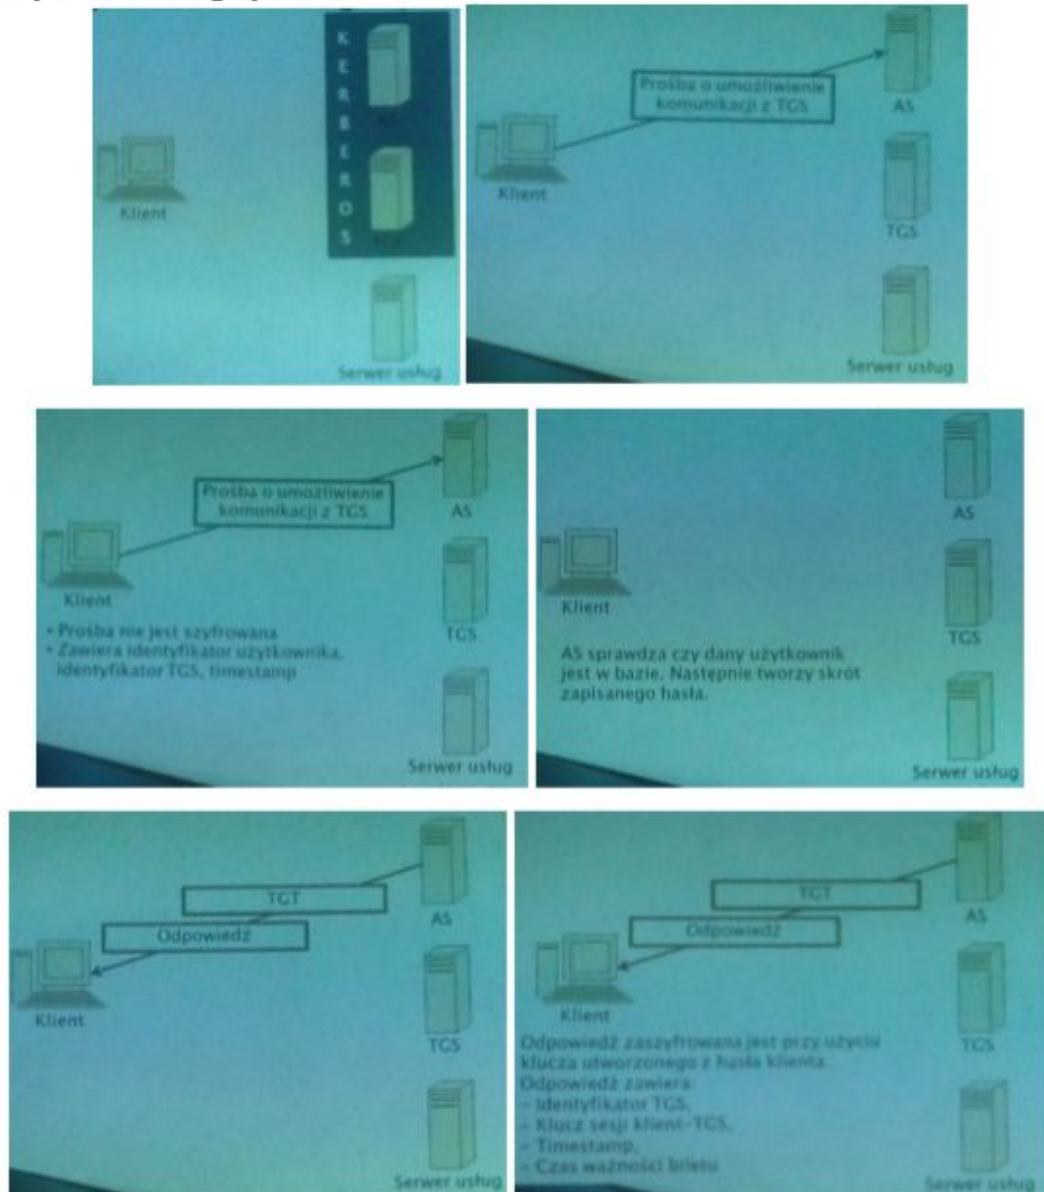 KERBEROS
AS
Klient
Serwer usług
Prośba o umożliwienie
komunikacji z TGS
AS
Klient
TGS
Serwer usług
Prośba o umożliwienie
komunikacji z TGS
AS
Klient
TGS
• Prośba nie jest szyfrowana
• Zawiera identyfikator użytkownika,
identyfikator TGS, timestamp
Serwer usług
AS
Klient
TGS
AS sprawdza czy dany użytkownik
jest w bazie. Następnie tworzy skrót
zapisanego hasła.
Serwer usług
TGT
AS
Odpowiedź
Klient
TGS
Serwer usług
TGT
AS
Odpowiedź
Klient
TGS
Odpowiedź zaszyfrowana jest przy użyciu
klucza utworzonego z hasła klienta.
Odpowiedź zawiera
– Identyfikator TGS,
– Klucz sesji klient-TGS,
– Timestamp,
– Czas ważności biletu
Serwer usług